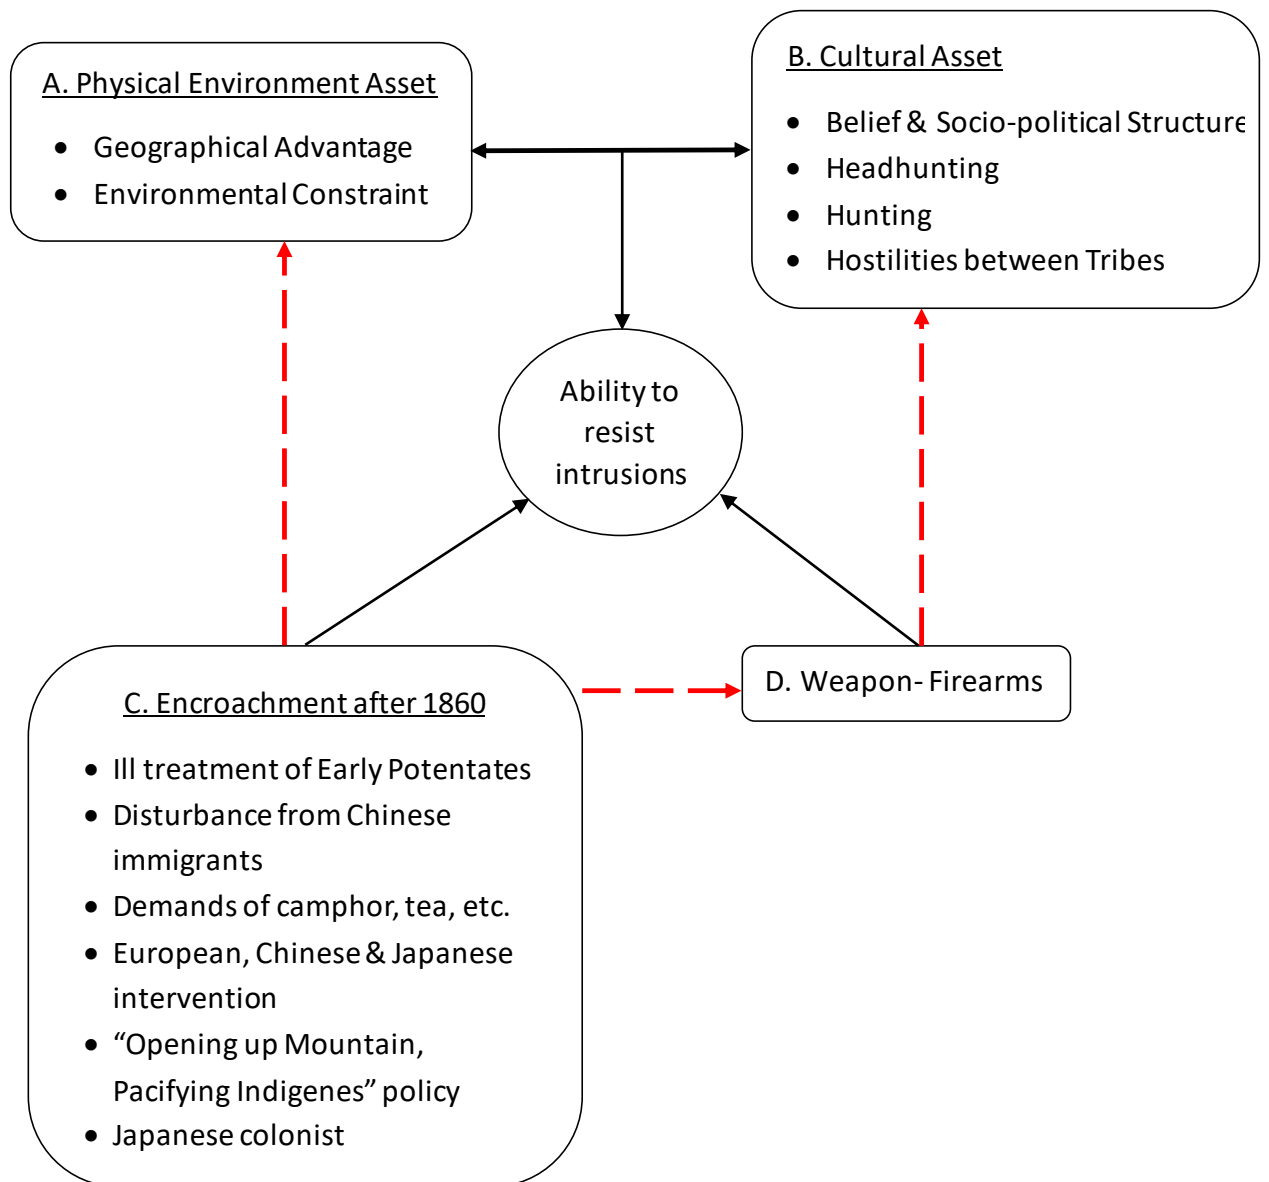 A. Physical Environment Asset
• Geographical Advantage
• Environmental Constraint
B. Cultural Asset
• Belief & Socio-political Structure
• Headhunting
• Hunting
• Hostilities between Tribes
Ability to
resist
intrusions
C. Encroachment after 1860
• Ill treatment of Early Potentates
• Disturbance from Chinese
immigrants
• Demands of camphor, tea, etc.
• European, Chinese & Japanese
intervention
• “Opening up Mountain,
Pacifying Indigenes” policy
• Japanese colonist
D. Weapon- Firearms